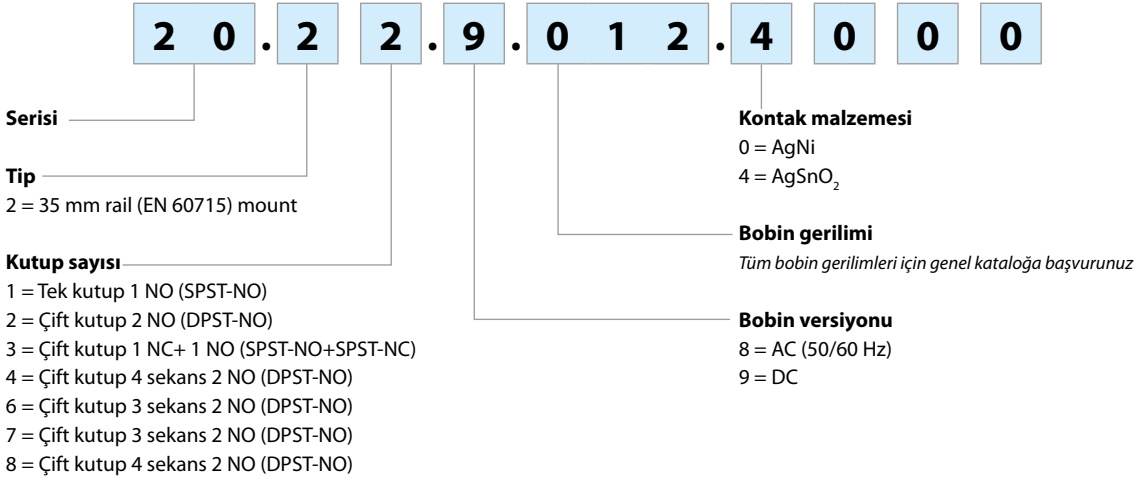 2 0 . 2 2 . 9 . 0 1 2 . 4 0 0 0
Serisi
Tip
2 = 35 mm rail (EN 60715) mount
Kutup sayısı
1 = Tek kutup 1 NO (SPST-NO)
2 = Çift kutup 2 NO (DPST-NO)
3 = Çift kutup 1 NC+ 1 NO (SPST-NO+SPST-NC)
4 = Çift kutup 4 sekans 2 NO (DPST-NO)
6 = Çift kutup 3 sekans 2 NO (DPST-NO)
7 = Çift kutup 3 sekans 2 NO (DPST-NO)
8 = Çift kutup 4 sekans 2 NO (DPST-NO)
Kontak malzemesi
0 = AgNi
4 = AgSnO₂
Bobin gerilimi
Tüm bobin gerilimleri için genel kataloğa başvurunuz
Bobin versiyonu
8 = AC (50/60 Hz)
9 = DC